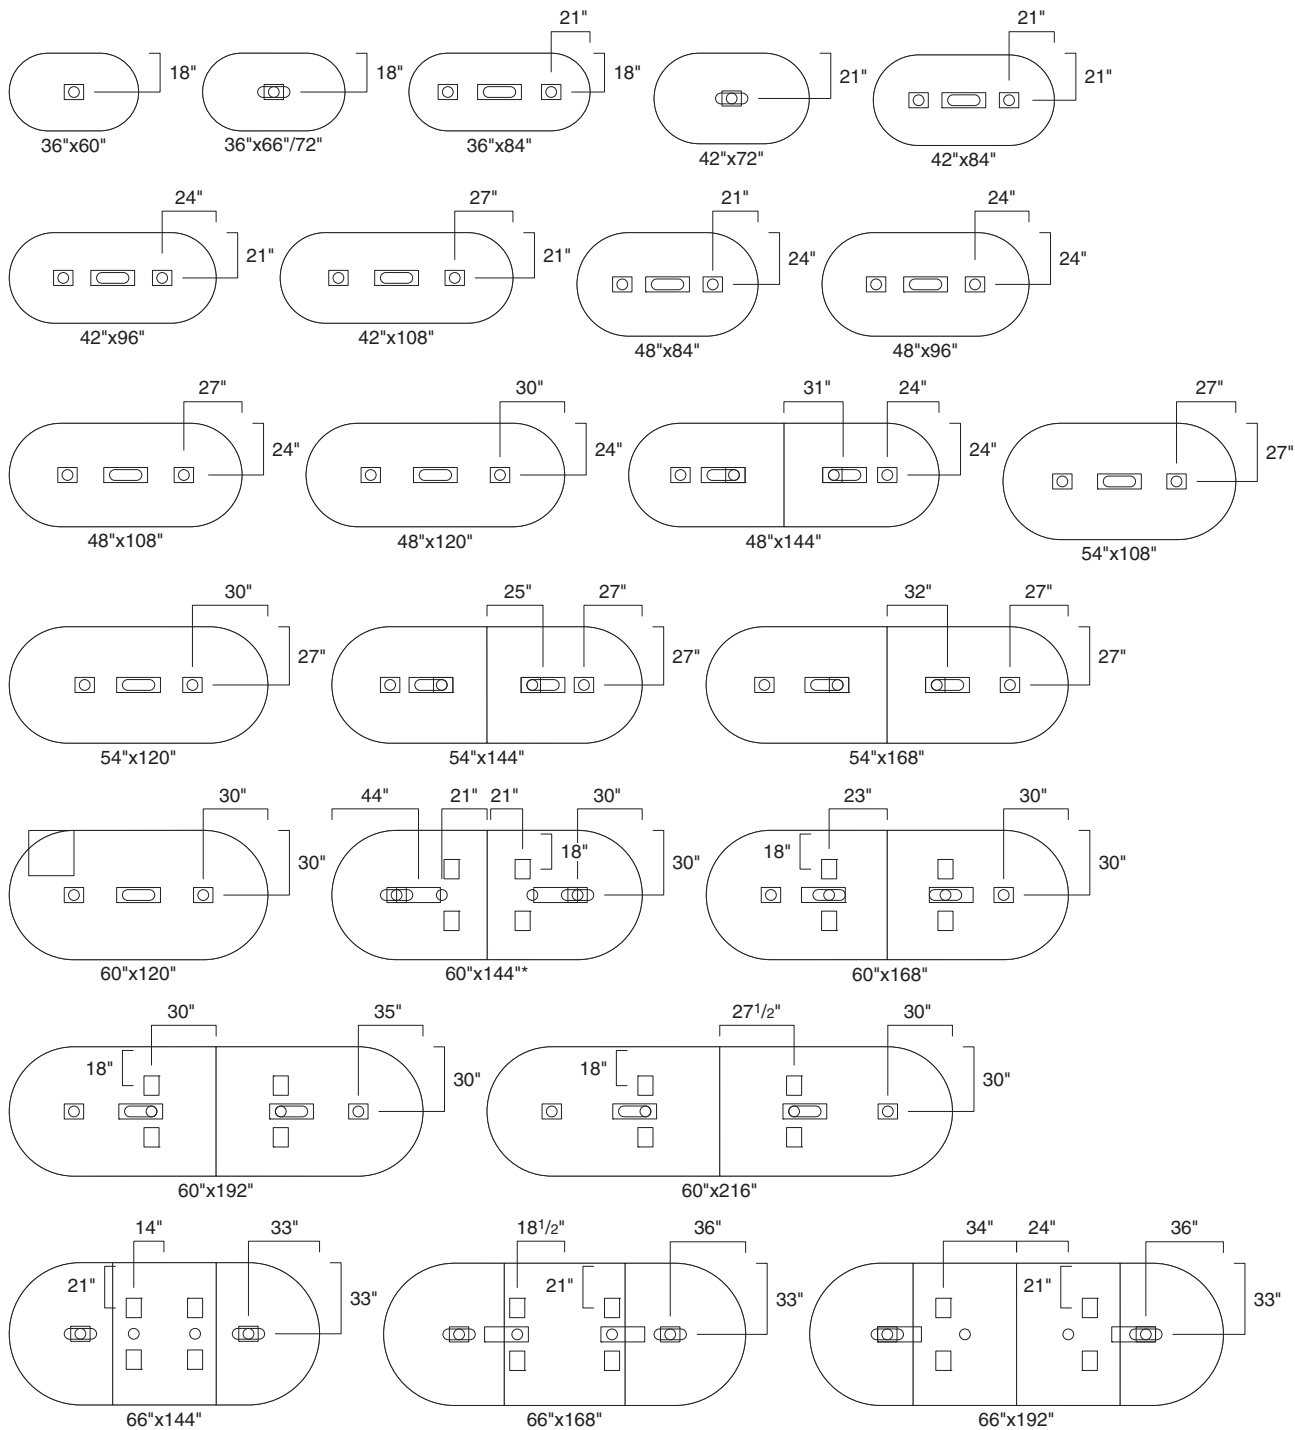 21" 21"
18" 18" 18" 21" 21"
36"x60" 36"x66"/72" 36"x84" 42"x72" 42"x84"
24" 27" 21" 24"
21" 21" 24" 24"
42"x96" 42"x108" 48"x84" 48"x96"
27" 30" 31" 24" 27"
24" 24" 24" 27"
48"x108" 48"x120" 48"x144" 54"x108"
30" 25" 27" 32" 27"
27" 27" 27"
54"x120" 54"x144" 54"x168"
30" 44" 21" 21" 30" 23" 30"
30" 18" 30" 18" 30"
60"x120" 60"x144"* 60"x168"
30" 35" 27½" 30"
18" 30" 18" 30"
60"x192" 60"x216"
14" 33" 18½" 36" 34" 24" 36"
21" 33" 21" 33" 21" 33"
66"x144" 66"x168" 66"x192"